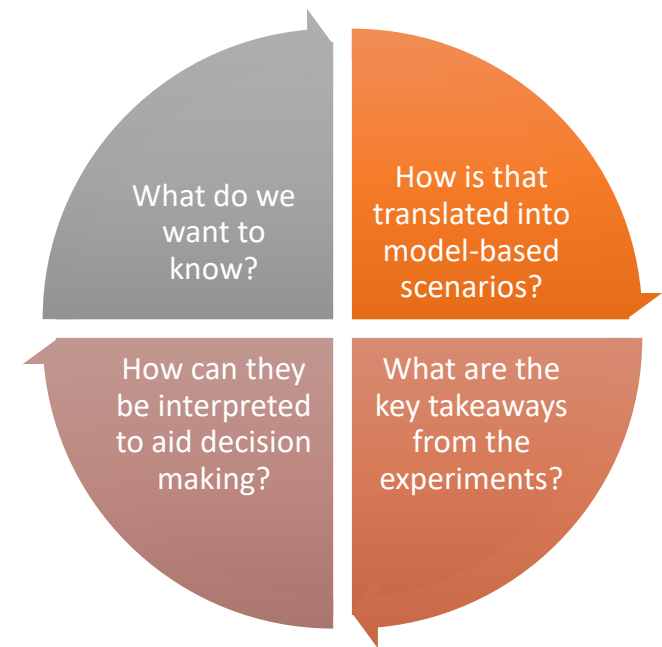 What do we
want to
know?
How is that
translated into
model-based
scenarios?
How can they
be interpreted
to aid decision
making?
What are the
key takeaways
from the
experiments?